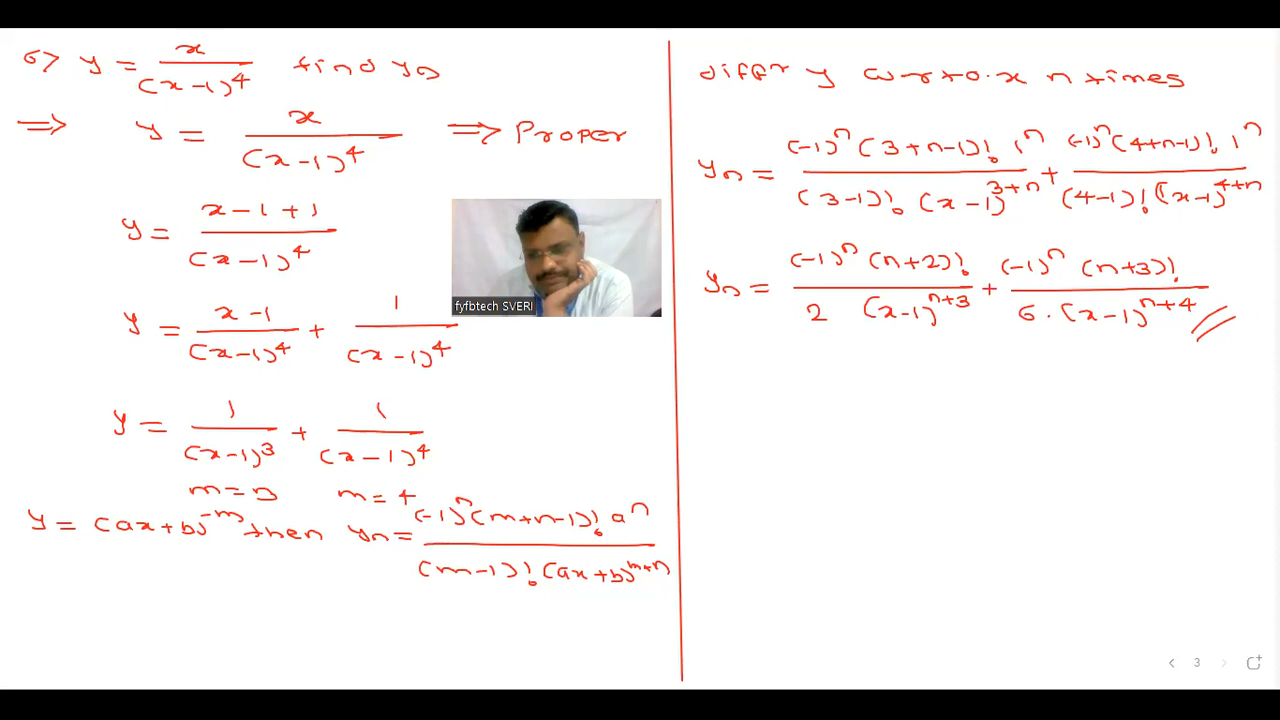 6> y = x/(x-1)^4 find yn
⇒ y = x/(x-1)^4 ⇒ Proper
y = (x-1+1)/(x-1)^4
y = (x-1)/(x-1)^4 + 1/(x-1)^4
y = 1/(x-1)^3 + 1/(x-1)^4
m=3 m=4
y = (ax+b)^-m then yn = (-1)^n (m+n-1)! a^n / (m-1)! (ax+b)^m+n
fyfbtech SVERI
differ y w.r.to.x n times
yn = (-1)^n (3+n-1)! 1^n / (3-1)! (x-1)^3+n + (-1)^n (4+n-1)! 1^n / (4-1)! (x-1)^4+n
yn = (-1)^n (n+2)! / 2 (x-1)^n+3 + (-1)^n (n+3)! / 6.(x-1)^n+4
< 3 >